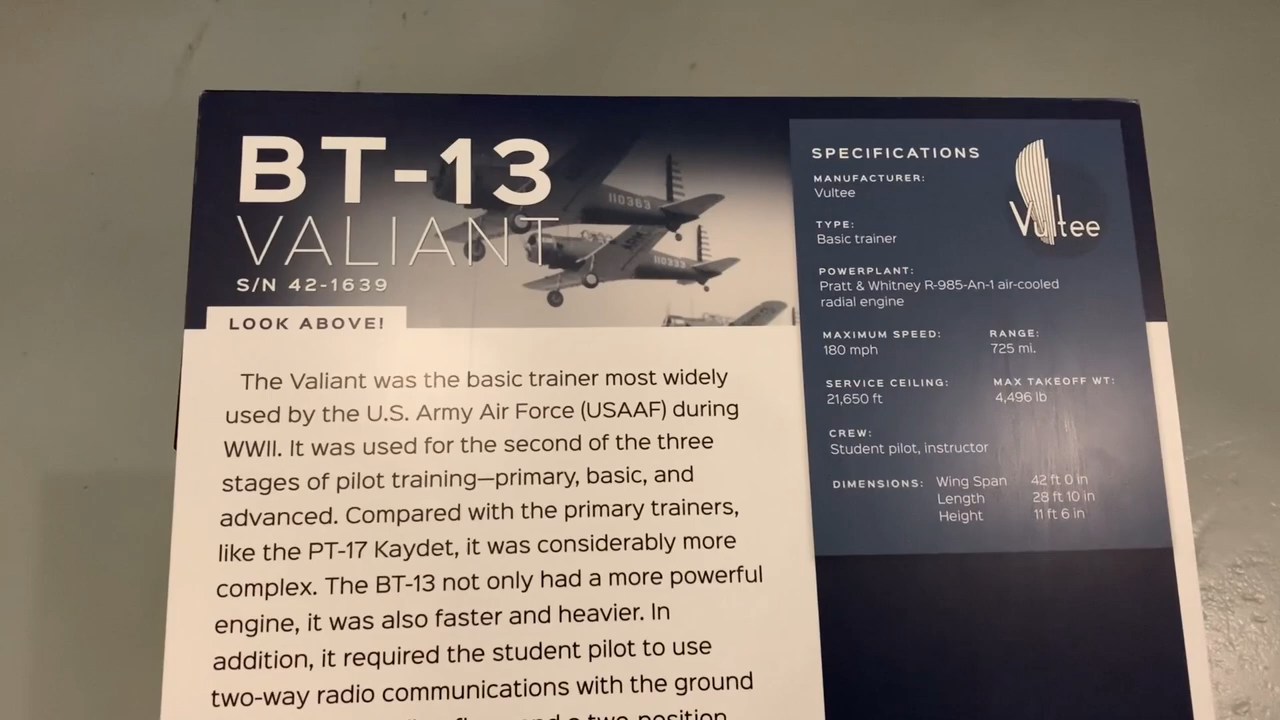 BT-13
VALIANT
S/N 42-1639
LOOK ABOVE!
110363
ARMY
110333
The Valiant was the basic trainer most widely
used by the U.S. Army Air Force (USAAF) during
WWII. It was used for the second of the three
stages of pilot training—primary, basic, and
advanced. Compared with the primary trainers,
like the PT-17 Kaydet, it was considerably more
complex. The BT-13 not only had a more powerful
engine, it was also faster and heavier. In
addition, it required the student pilot to use
two-way radio communications with the ground
and a two-position
SPECIFICATIONS
Vultee
MANUFACTURER:
Vultee
TYPE:
Basic trainer
POWERPLANT:
Pratt & Whitney R-985-An-1 air-cooled
radial engine
MAXIMUM SPEED:
180 mph
RANGE:
725 mi.
SERVICE CEILING:
21,650 ft
MAX TAKEOFF WT:
4,496 lb
CREW:
Student pilot, instructor
DIMENSIONS: Wing Span 42 ft 0 in
Length 28 ft 10 in
Height 11 ft 6 in